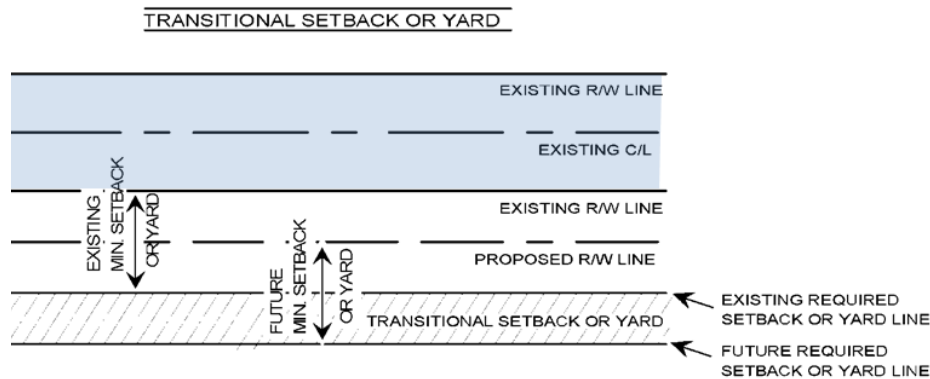 TRANSITIONAL SETBACK OR YARD
EXISTING R/W LINE
EXISTING C/L
EXISTING
MIN. SETBACK
OR YARD
EXISTING R/W LINE
FUTURE
MIN. SETBACK
OR YARD
PROPOSED R/W LINE
TRANSITIONAL SETBACK OR YARD
EXISTING REQUIRED
SETBACK OR YARD LINE
FUTURE REQUIRED
SETBACK OR YARD LINE